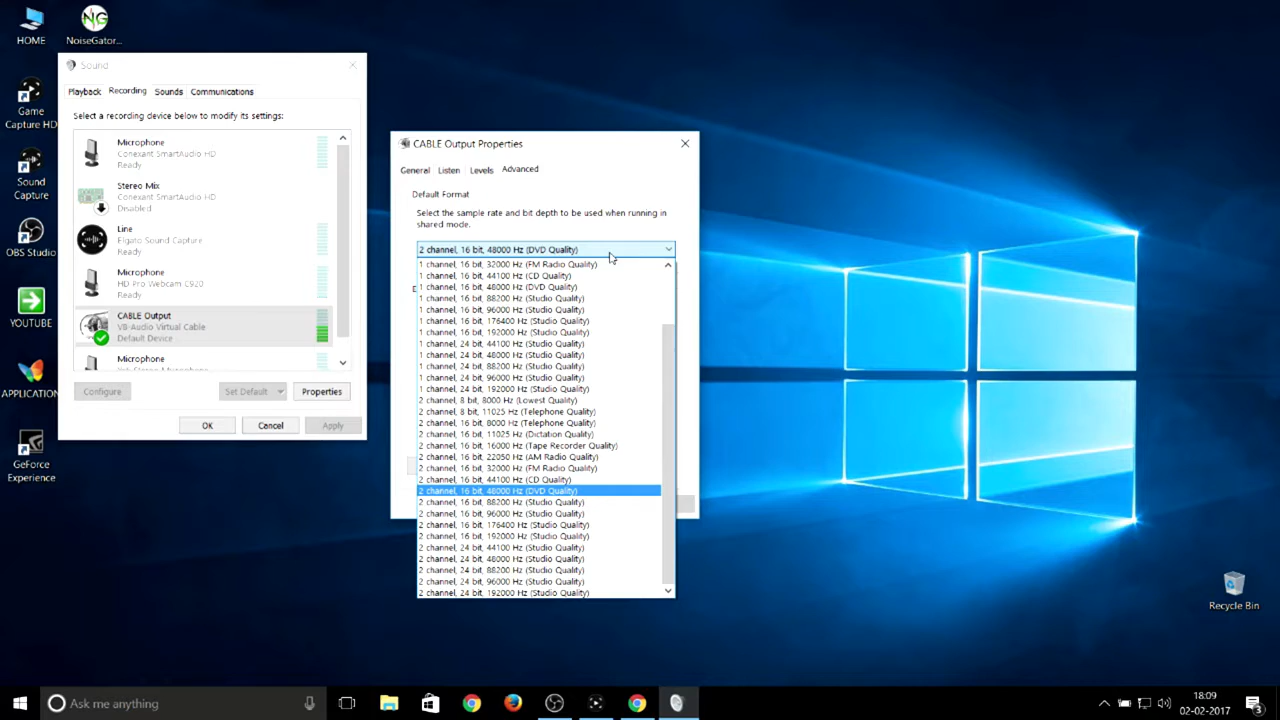 HOME
NG
NoiseGator...
Game
Capture HD
Sound
Capture
OBS Studio
YOUTUBE
APPLICATION
GeForce
Experience
Sound
Playback
Recording
Sounds
Communications
Select a recording device below to modify its settings:
Microphone
Conexant SmartAudio HD
Ready
Stereo Mix
Conexant SmartAudio HD
Disabled
Line
Elgato Sound Capture
Ready
Microphone
HD Pro Webcam C920
Ready
CABLE Output
VB-Audio Virtual Cable
Default Device
Microphone
Configure
Set Default
Properties
OK
Cancel
Apply
CABLE Output Properties
General
Listen
Levels
Advanced
Default Format
Select the sample rate and bit depth to be used when running in
shared mode.
2 channel, 16 bit, 48000 Hz (DVD Quality)
1 channel, 16 bit, 32000 Hz (FM Radio Quality)
1 channel, 16 bit, 44100 Hz (CD Quality)
1 channel, 16 bit, 48000 Hz (DVD Quality)
1 channel, 16 bit, 88200 Hz (Studio Quality)
1 channel, 16 bit, 96000 Hz (Studio Quality)
1 channel, 16 bit, 176400 Hz (Studio Quality)
1 channel, 16 bit, 192000 Hz (Studio Quality)
1 channel, 24 bit, 44100 Hz (Studio Quality)
1 channel, 24 bit, 48000 Hz (Studio Quality)
1 channel, 24 bit, 88200 Hz (Studio Quality)
1 channel, 24 bit, 96000 Hz (Studio Quality)
1 channel, 24 bit, 192000 Hz (Studio Quality)
2 channel, 8 bit, 8000 Hz (Lowest Quality)
2 channel, 8 bit, 11025 Hz (Telephone Quality)
2 channel, 16 bit, 8000 Hz (Telephone Quality)
2 channel, 16 bit, 11025 Hz (Dictation Quality)
2 channel, 16 bit, 16000 Hz (Tape Recorder Quality)
2 channel, 16 bit, 22050 Hz (AM Radio Quality)
2 channel, 16 bit, 32000 Hz (FM Radio Quality)
2 channel, 16 bit, 44100 Hz (CD Quality)
2 channel, 16 bit, 48000 Hz (DVD Quality)
2 channel, 16 bit, 88200 Hz (Studio Quality)
2 channel, 16 bit, 96000 Hz (Studio Quality)
2 channel, 16 bit, 176400 Hz (Studio Quality)
2 channel, 16 bit, 192000 Hz (Studio Quality)
2 channel, 24 bit, 44100 Hz (Studio Quality)
2 channel, 24 bit, 48000 Hz (Studio Quality)
2 channel, 24 bit, 88200 Hz (Studio Quality)
2 channel, 24 bit, 96000 Hz (Studio Quality)
2 channel, 24 bit, 192000 Hz (Studio Quality)
Recycle Bin
Ask me anything
18:09
02-02-2017
3